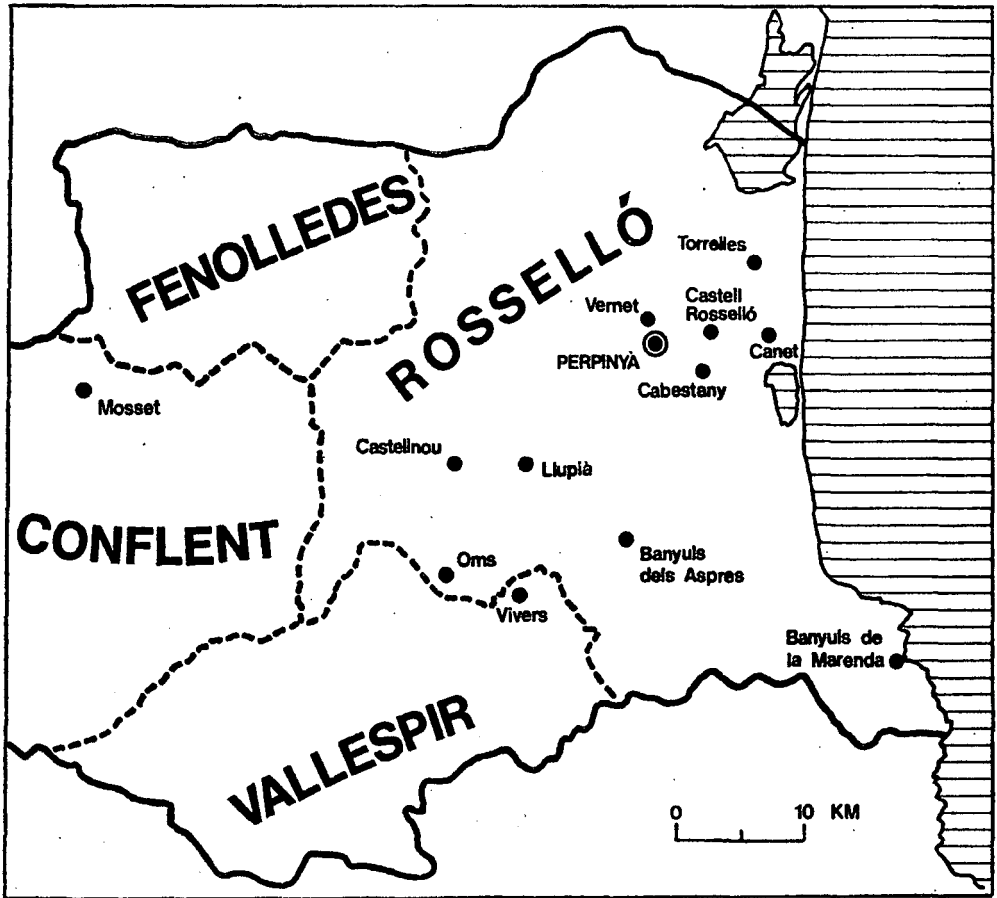 FENOLLEDES
ROSSELLÓ
Torrelles
Vernet
Castell
Rosselló
PERPINYÀ
Canet
Cabestany
Mosset
Castellnou
Llupià
CONFLENT
Oms
Banyuls
dels Aspres
Vivers
Banyuls de
la Marenda
VALLESPIR
0 10 KM